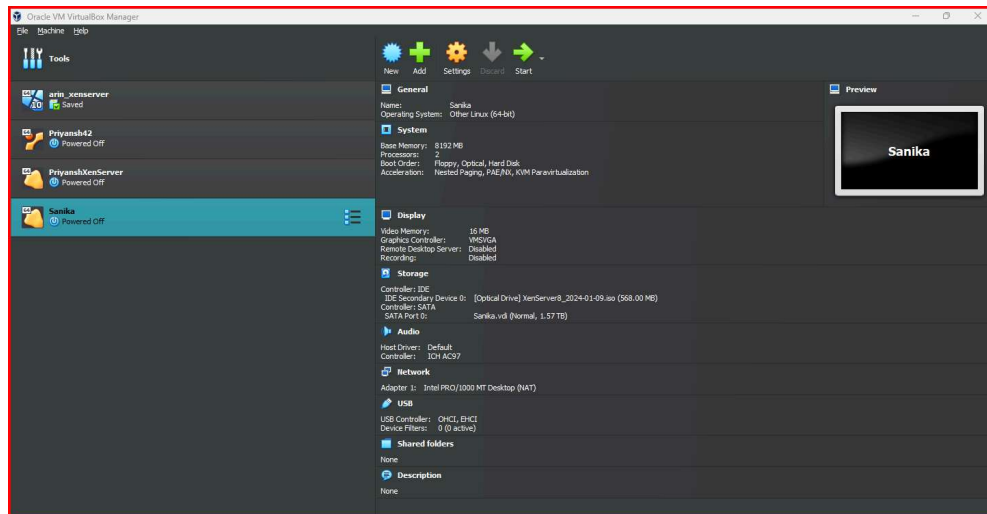 Oracle VM VirtualBox Manager
File Machine Help
Tools
arin_xenserver
Saved
Priyansh42
Powered Off
PriyanshXenServer
Powered Off
Sanika
Powered Off
New Add Settings Discard Start
General
Name: Sanika
Operating System: Other Linux (64-bit)
System
Base Memory: 8192 MB
Processors: 2
Boot Order: Floppy, Optical, Hard Disk
Acceleration: Nested Paging, PAE/NX, KVM Paravirtualization
Preview
Sanika
Display
Video Memory: 16 MB
Graphics Controller: VMSVGA
Remote Desktop Server: Disabled
Recording: Disabled
Storage
Controller: IDE
IDE Secondary Device 0: [Optical Drive] XenServer8_2024-01-09.iso (568.00 MB)
Controller: SATA
SATA Port 0: Sanika.vdi (Normal, 1.57 TB)
Audio
Host Driver: Default
Controller: ICH AC97
Network
Adapter 1: Intel PRO/1000 MT Desktop (NAT)
USB
USB Controller: OHCI, EHCI
Device Filters: 0 (0 active)
Shared folders
None
Description
None